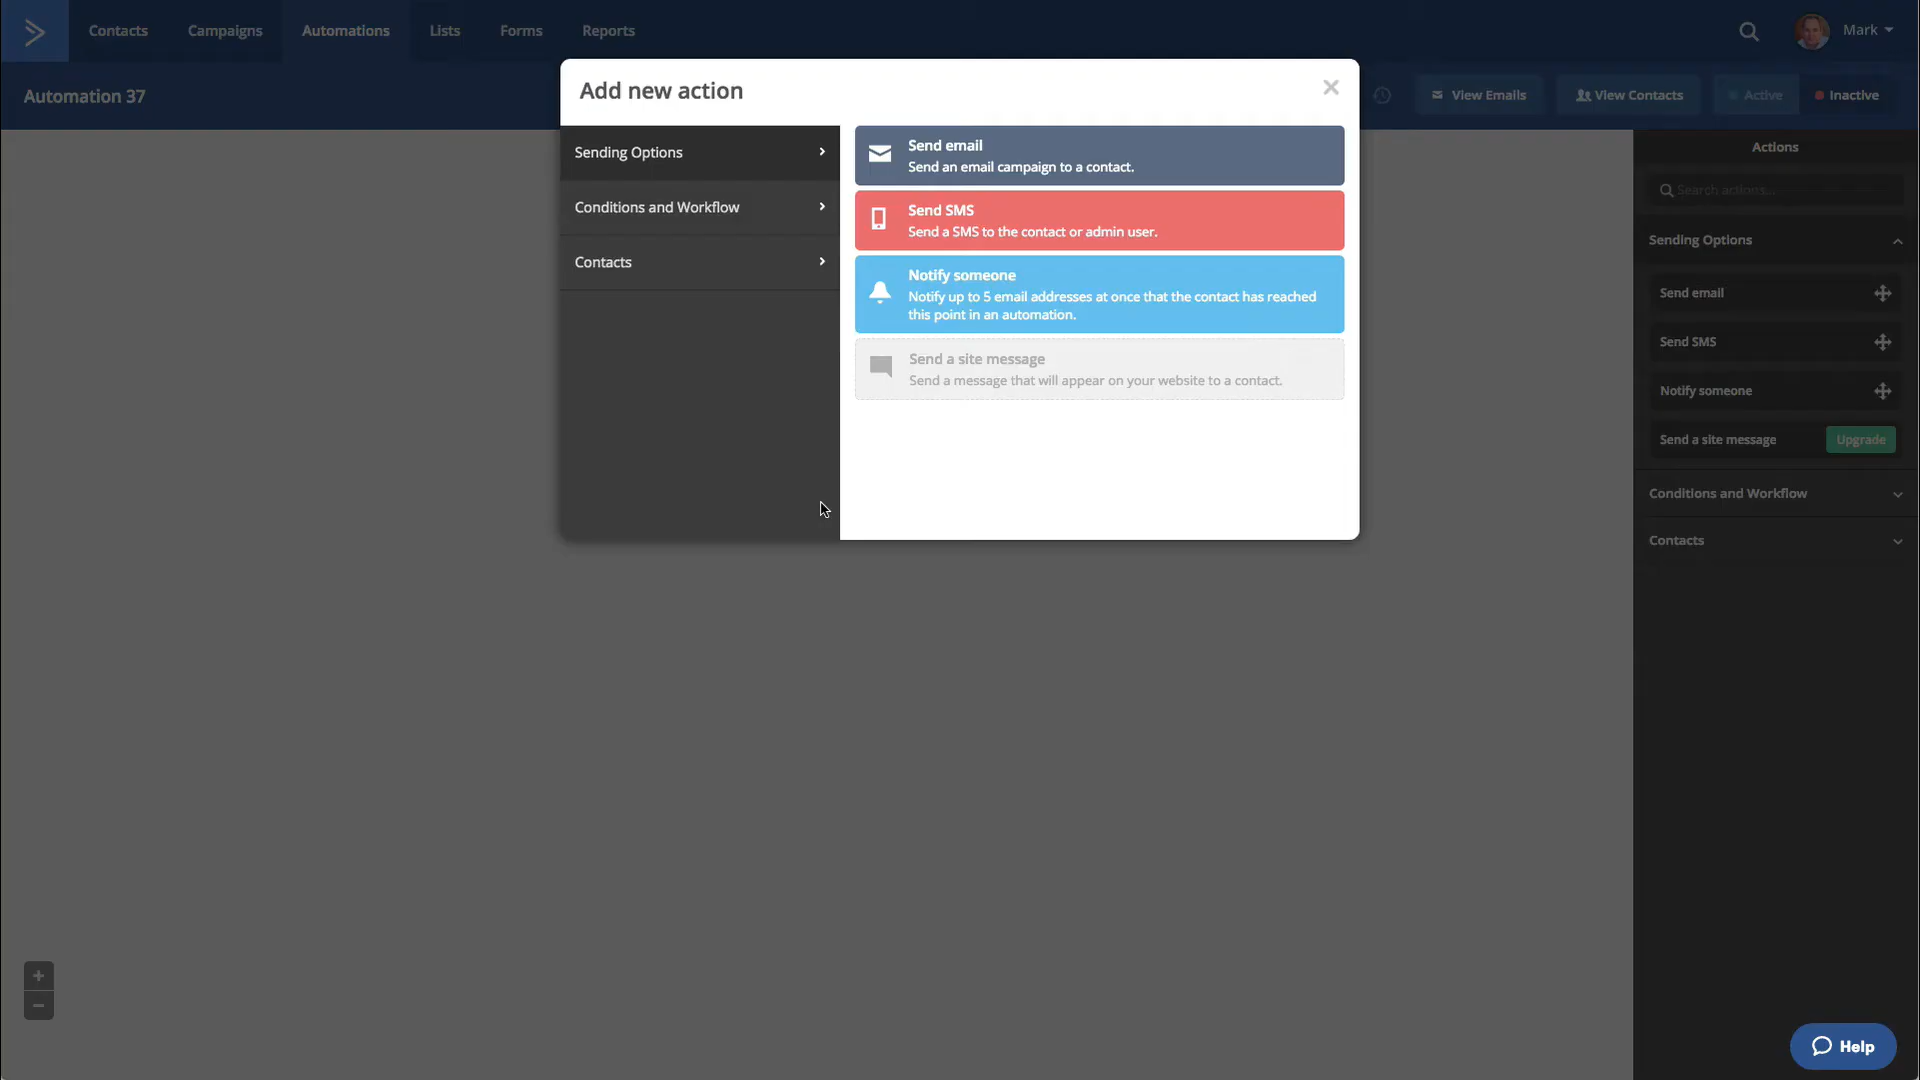 Contacts
Campaigns
Automations
Lists
Forms
Reports
Mark
Automation 37
View Emails
View Contacts
Active
Inactive
Add new action
Sending Options
Conditions and Workflow
Contacts
Send email
Send an email campaign to a contact.
Send SMS
Send a SMS to the contact or admin user.
Notify someone
Notify up to 5 email addresses at once that the contact has reached
this point in an automation.
Send a site message
Send a message that will appear on your website to a contact.
Actions
Search actions...
Sending Options
Send email
Send SMS
Notify someone
Send a site message
Upgrade
Conditions and Workflow
Contacts
Help